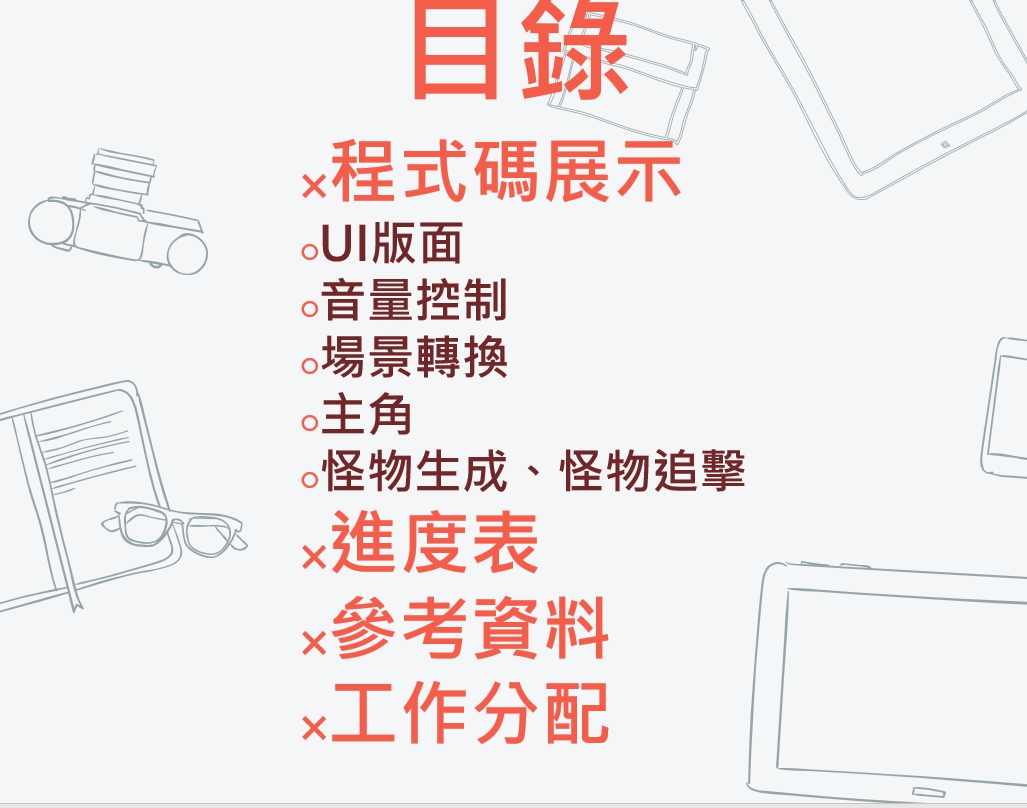 目錄
×程式碼展示
○UI版面
○音量控制
○場景轉換
○主角
○怪物生成、怪物追擊
×進度表
×參考資料
×工作分配